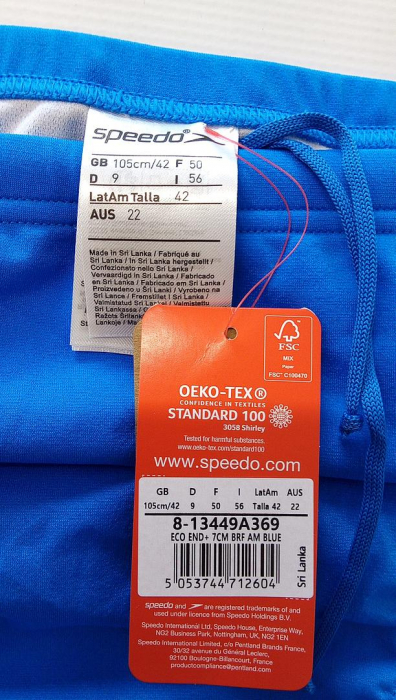 speedo
GB 105cm/42 F 50
D 9 I 56
LatAm Talla 42
AUS 22
Made in Sri Lanka / Fabriqué au
Sri Lanka / In Sri Lanka hergestellt /
Confezionato nello Sri Lanka /
Vervaardigd in Sri Lanka / Fabricado
en Sri Lanka / Fabricado em Sri Lanka /
Proizvedeno u Šri Lanki / Vyrobeno na
Srí Lance / Fremstillet i Sri Lanka /
Valmistatud Sri Lankal / Valmistettu
Sri Lankassa /
Ražots Šrilank
Lankoje /
FSC
MIX
Paper
FSC™ C100470
OEKO-TEX®
CONFIDENCE IN TEXTILES
STANDARD 100
3058 Shirley
Tested for harmful substances.
www.oeko-tex.com/standard100
www.speedo.com
GB D F I LatAm AUS
105cm/42 9 50 56 Talla 42 22
8-13449A369
ECO END+ 7CM BRF AM BLUE
5 053744 712604
Sri Lanka
speedo and are registered trademarks of and
used under licence from Speedo Holdings B.V.
Speedo International Ltd, Speedo House, Enterprise Way,
NG2 Business Park, Nottingham, UK, NG2 1EN
Speedo International Limited, c/o Pentland Brands France,
30/32 avenue du Général Leclerc,
92100 Boulogne-Billancourt, France
productcompliance@pentland.com